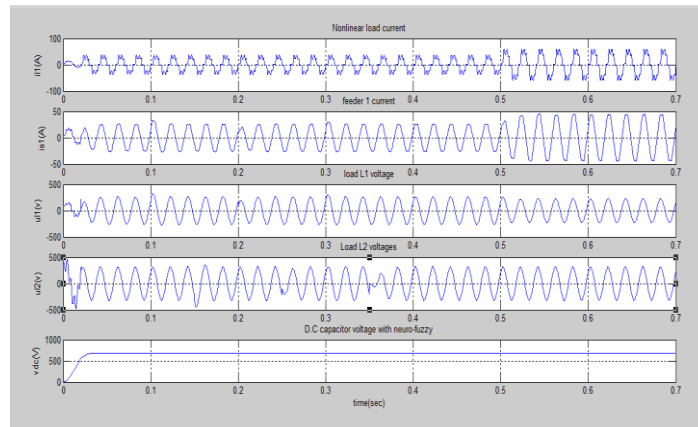 Nonlinear load current
100
0
-100
il1(A)
0 0.1 0.2 0.3 0.4 0.5 0.6 0.7
feeder 1 current
50
0
-50
is1(A)
0 0.1 0.2 0.3 0.4 0.5 0.6 0.7
load L1 voltage
500
0
-500
ul1(v)
0 0.1 0.2 0.3 0.4 0.5 0.6 0.7
Load L2 voltages
500
0
-500
ul2(v)
0 0.1 0.2 0.3 0.4 0.5 0.6 0.7
D.C capacitor voltage with neuro-fuzzy
1000
500
0
vdc(V)
0 0.1 0.2 0.3 0.4 0.5 0.6 0.7
time(sec)